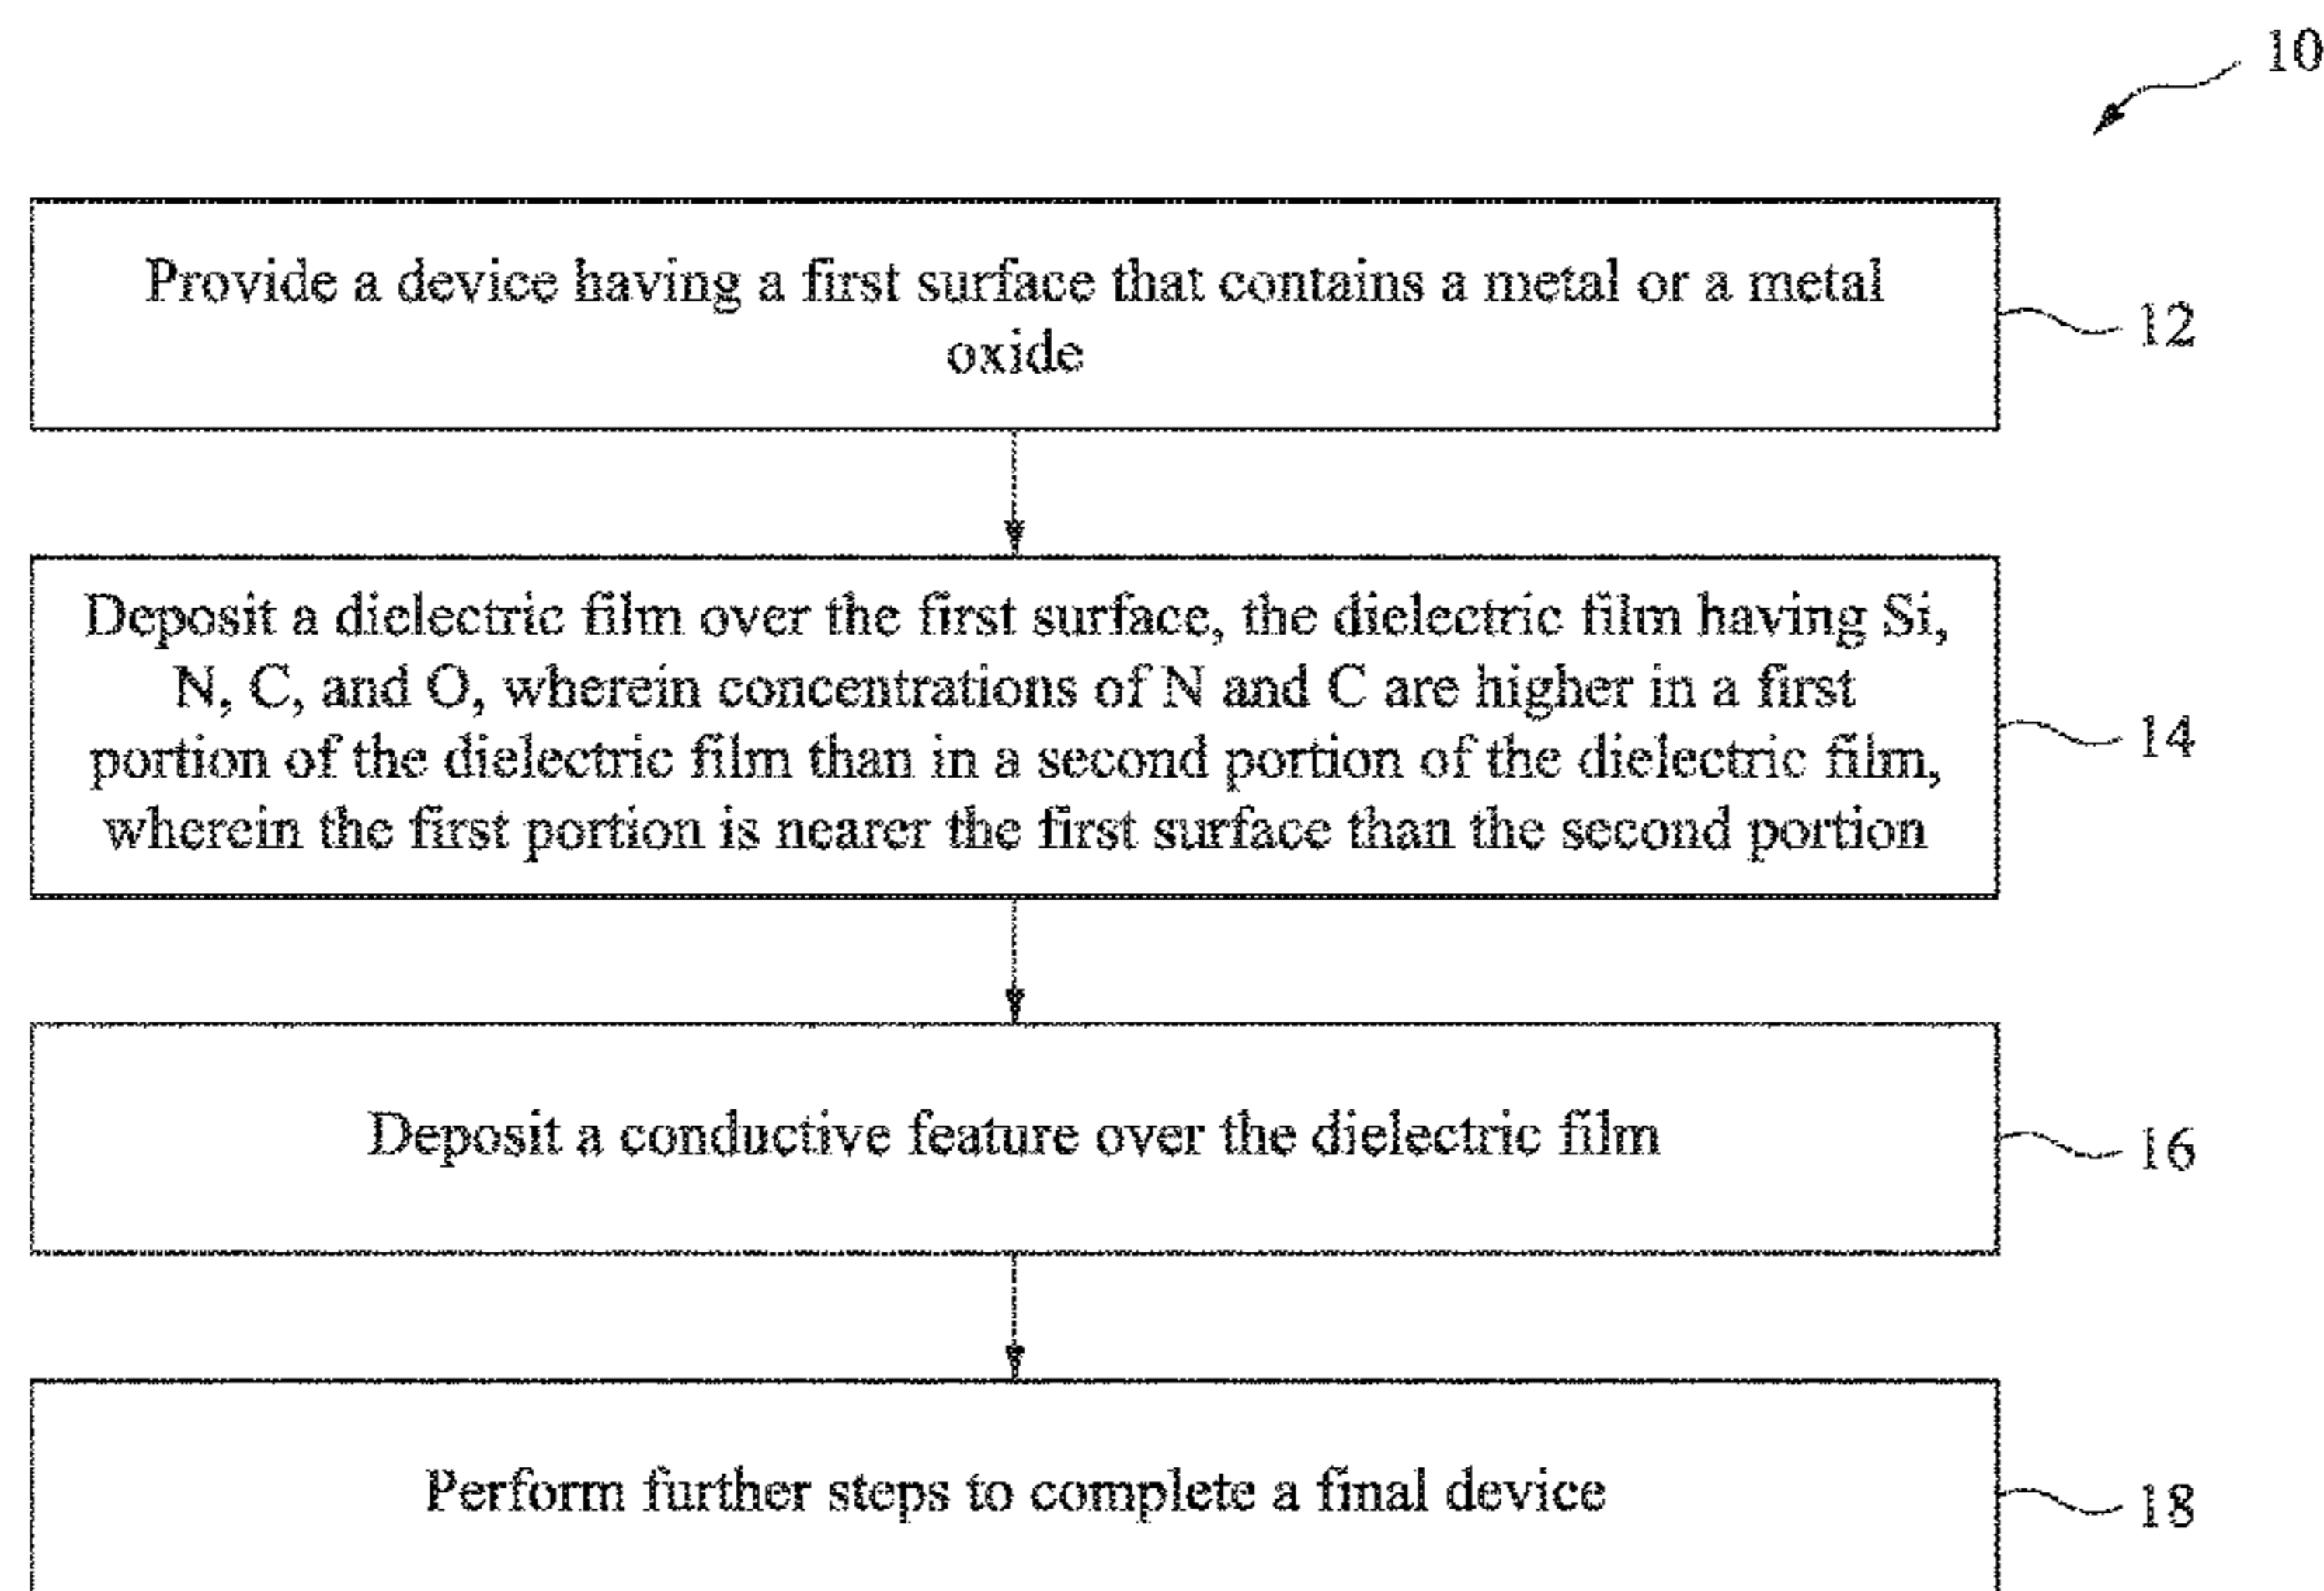 10
Provide a device having a first surface that contains a metal or a metal
oxide
12
Deposit a dielectric film over the first surface, the dielectric film having Si,
N, C, and O, wherein concentrations of N and C are higher in a first
portion of the dielectric film than in a second portion of the dielectric film,
wherein the first portion is nearer the first surface than the second portion
14
Deposit a conductive feature over the dielectric film
16
Perform further steps to complete a final device
18